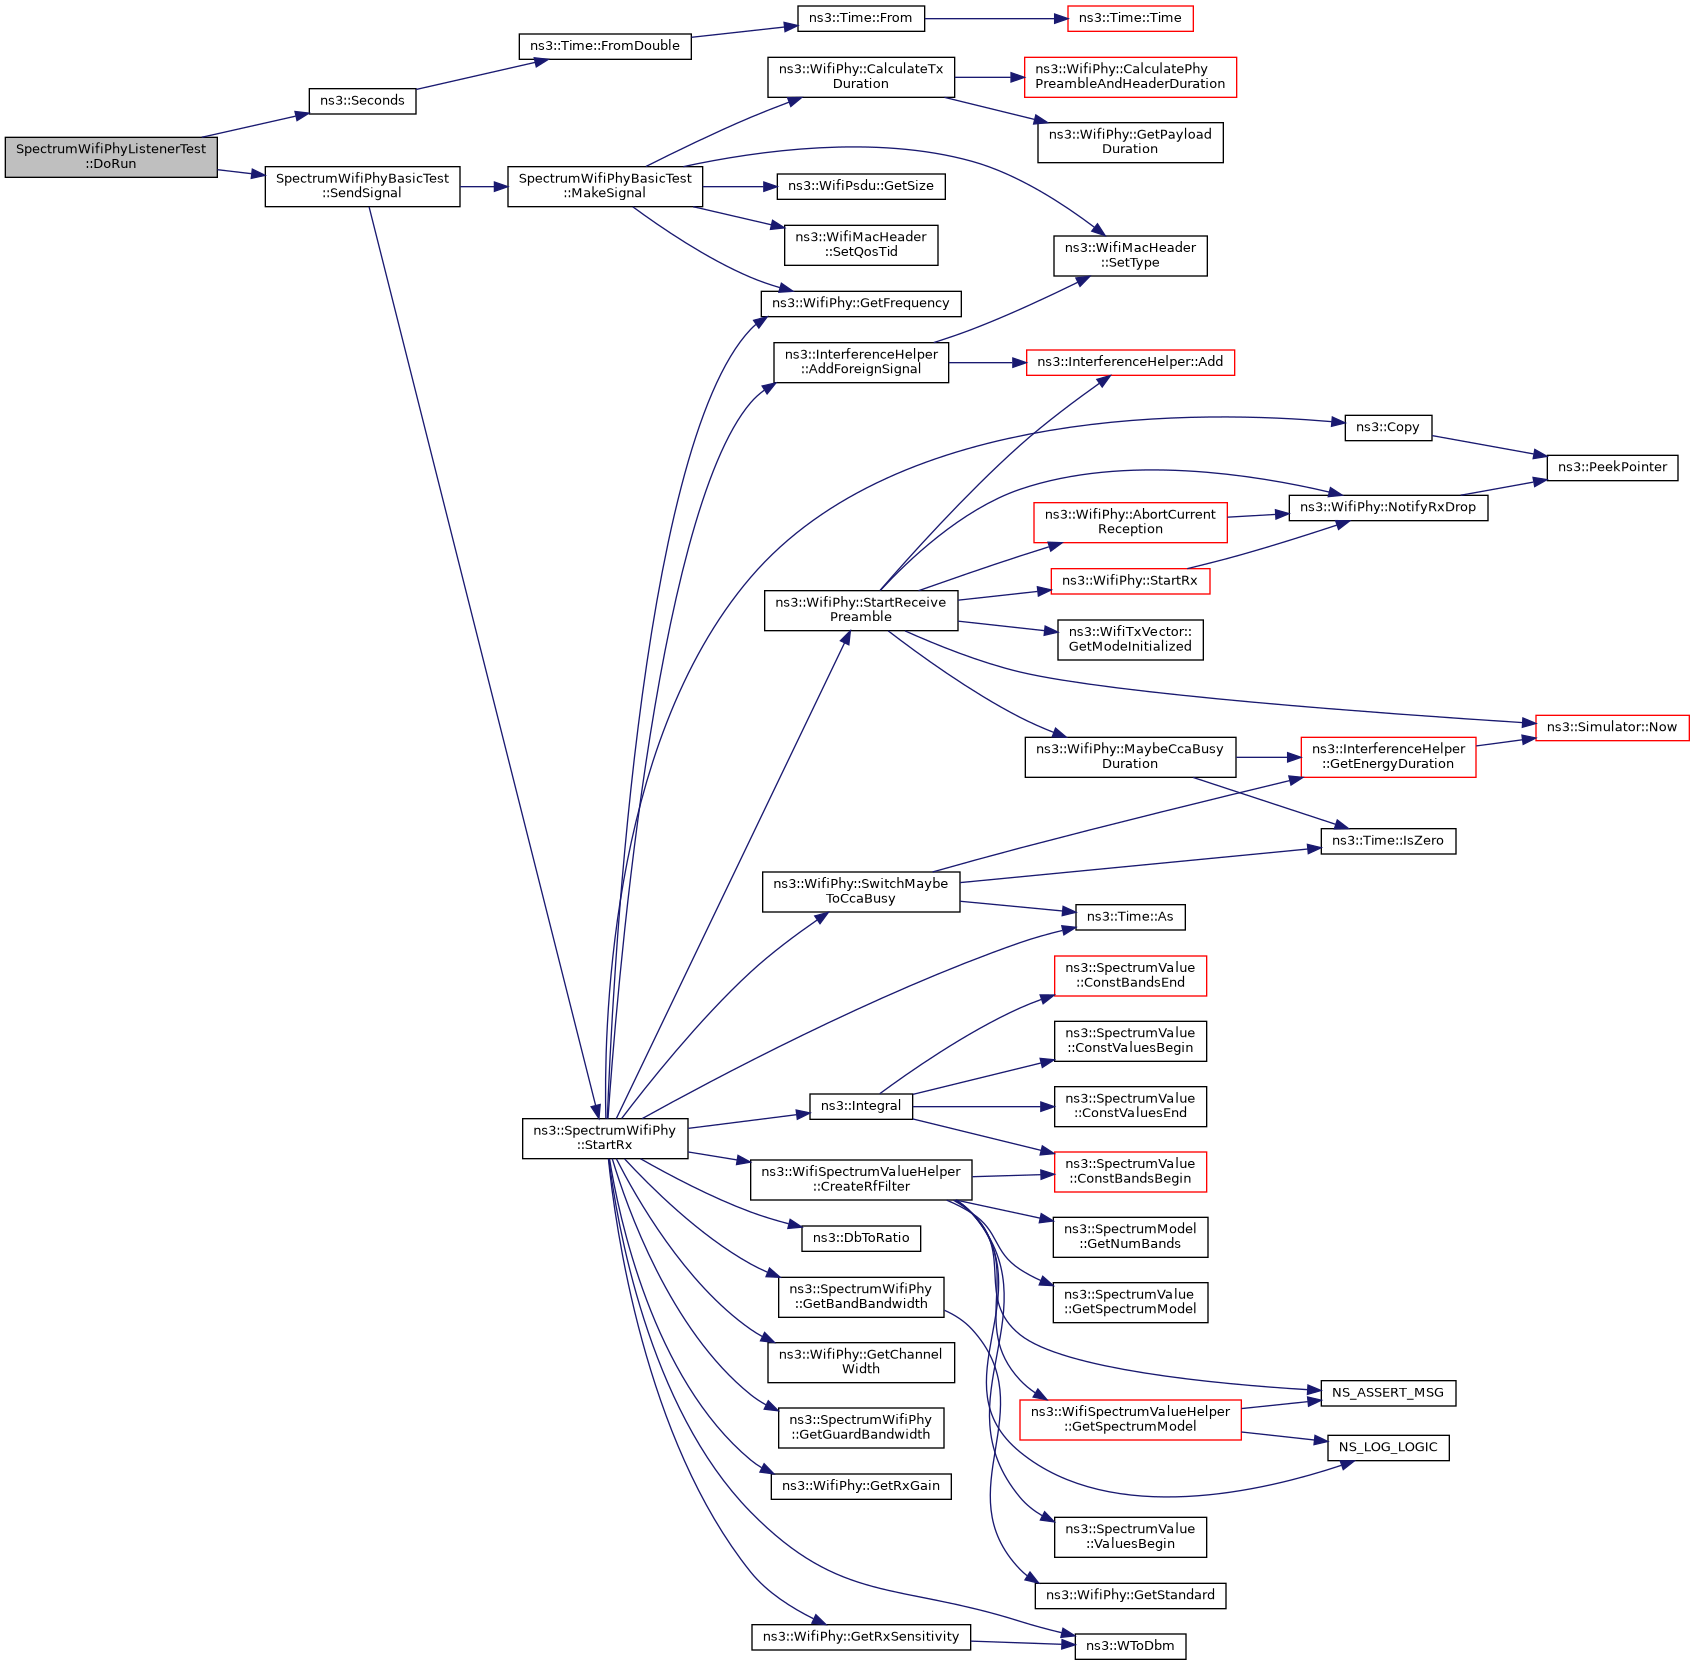 ns3::Time::From
ns3::Time::Time
ns3::Time::FromDouble
ns3::WifiPhy::CalculateTx
Duration
ns3::WifiPhy::CalculatePhy
PreambleAndHeaderDuration
ns3::Seconds
ns3::WifiPhy::GetPayload
Duration
SpectrumWifiPhyListenerTest
::DoRun
SpectrumWifiPhyBasicTest
::SendSignal
SpectrumWifiPhyBasicTest
::MakeSignal
ns3::WifiPsdu::GetSize
ns3::WifiMacHeader
::SetQosTid
ns3::WifiMacHeader
::SetType
ns3::WifiPhy::GetFrequency
ns3::InterferenceHelper
::AddForeignSignal
ns3::InterferenceHelper::Add
ns3::Copy
ns3::PeekPointer
ns3::WifiPhy::NotifyRxDrop
ns3::WifiPhy::AbortCurrent
Reception
ns3::WifiPhy::StartRx
ns3::WifiPhy::StartReceive
Preamble
ns3::WifiTxVector::
GetModeInitialized
ns3::Simulator::Now
ns3::WifiPhy::MaybeCcaBusy
Duration
ns3::InterferenceHelper
::GetEnergyDuration
ns3::Time::IsZero
ns3::WifiPhy::SwitchMaybe
ToCcaBusy
ns3::Time::As
ns3::SpectrumValue
::ConstBandsEnd
ns3::SpectrumValue
::ConstValuesBegin
ns3::Integral
ns3::SpectrumValue
::ConstValuesEnd
ns3::SpectrumWifiPhy
::StartRx
ns3::WifiSpectrumValueHelper
::CreateRfFilter
ns3::SpectrumValue
::ConstBandsBegin
ns3::DbToRatio
ns3::SpectrumModel
::GetNumBands
ns3::SpectrumWifiPhy
::GetBandBandwidth
ns3::SpectrumValue
::GetSpectrumModel
ns3::WifiPhy::GetChannel
Width
NS_ASSERT_MSG
ns3::SpectrumWifiPhy
::GetGuardBandwidth
ns3::WifiSpectrumValueHelper
::GetSpectrumModel
NS_LOG_LOGIC
ns3::WifiPhy::GetRxGain
ns3::SpectrumValue
::ValuesBegin
ns3::WifiPhy::GetStandard
ns3::WifiPhy::GetRxSensitivity
ns3::WToDbm